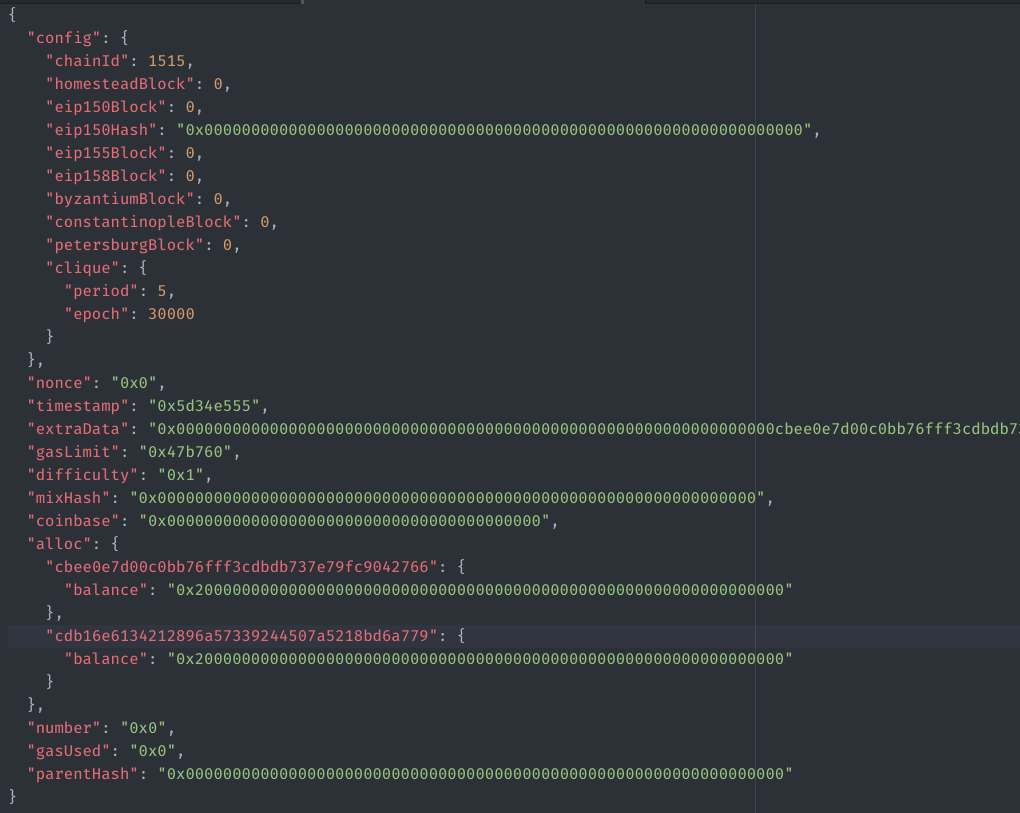 {
"config": {
"chainId": 1515,
"homesteadBlock": 0,
"eip150Block": 0,
"eip150Hash": "0x0000000000000000000000000000000000000000000000000000000000000000",
"eip155Block": 0,
"eip158Block": 0,
"byzantiumBlock": 0,
"constantinopleBlock": 0,
"petersburgBlock": 0,
"clique": {
"period": 5,
"epoch": 30000
}
},
"nonce": "0x0",
"timestamp": "0x5d34e555",
"extraData": "0x0000000000000000000000000000000000000000000000000000000000000000cbee0e7d00c0bb76fff3cdbdb7
"gasLimit": "0x47b760",
"difficulty": "0x1",
"mixHash": "0x0000000000000000000000000000000000000000000000000000000000000000",
"coinbase": "0x0000000000000000000000000000000000000000",
"alloc": {
"cbee0e7d00c0bb76fff3cdbdb737e79fc9042766": {
"balance": "0x200000000000000000000000000000000000000000000000000000000000000"
},
"cdb16e6134212896a57339244507a5218bd6a779": {
"balance": "0x200000000000000000000000000000000000000000000000000000000000000"
}
},
"number": "0x0",
"gasUsed": "0x0",
"parentHash": "0x0000000000000000000000000000000000000000000000000000000000000000"
}